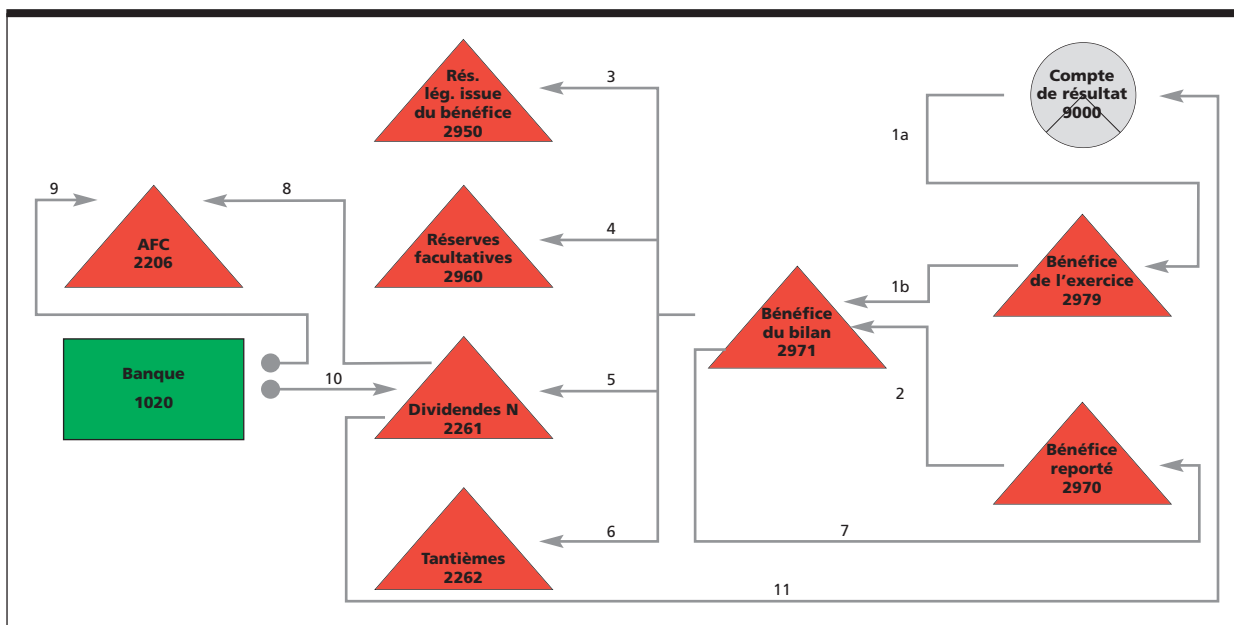 3
Rés.
lég. issue
du bénéfice
2950
Compte
de résultat
9000
1a
9
8
AFC
2206
4
Réserves
facultatives
2960
Bénéfice
de l'exercice
2979
1b
Bénéfice
du bilan
2971
Banque
1020
10
5
Dividendes N
2261
2
Bénéfice
reporté
2970
6
7
Tantièmes
2262
11